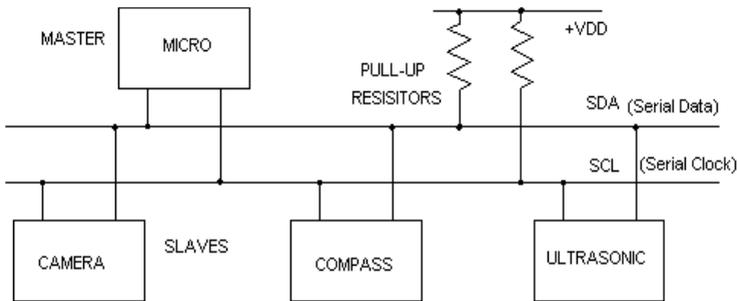 MASTER
MICRO
+VDD
PULL-UP
RESISITORS
SDA (Serial Data)
SCL (Serial Clock)
CAMERA
SLAVES
COMPASS
ULTRASONIC